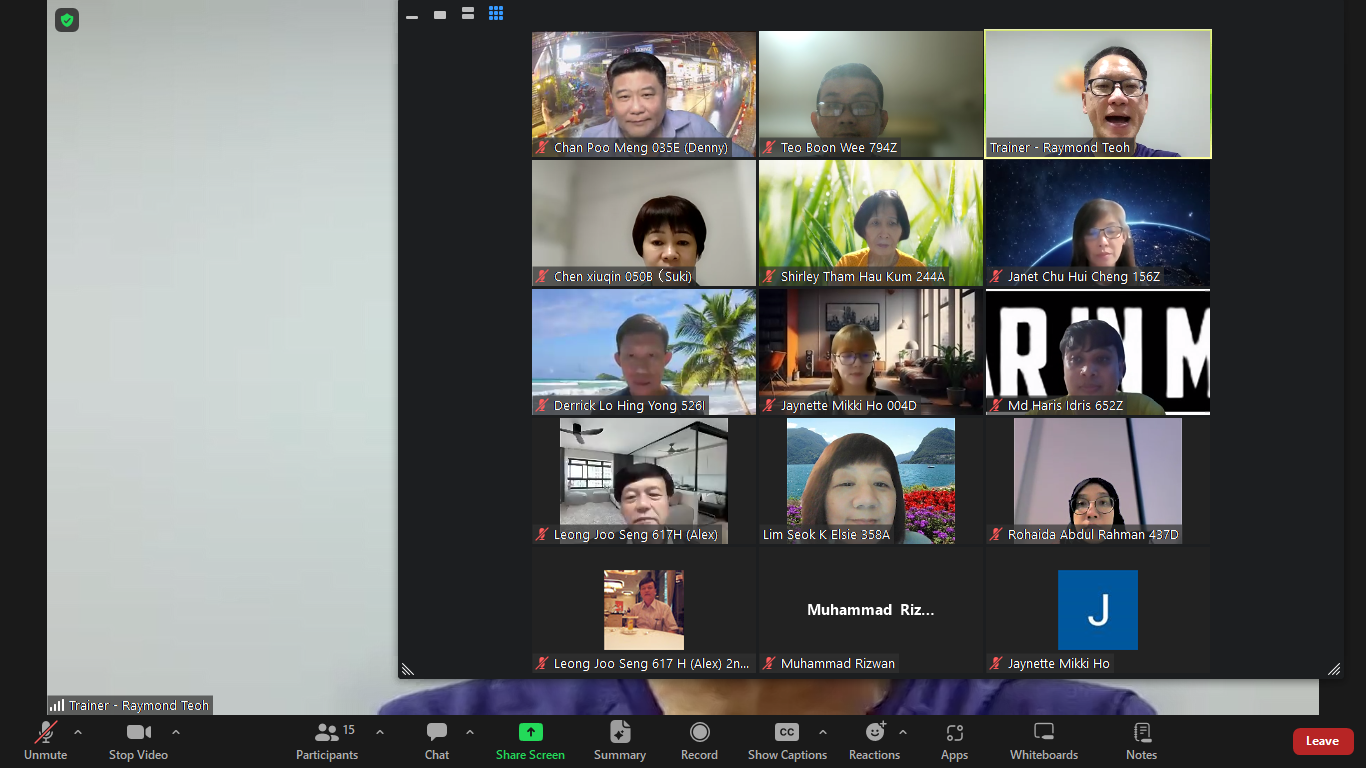 Chan Poo Meng 035E (Denny)
Teo Boon Wee 794Z
Trainer - Raymond Teoh
Chen xiuqin 050B（Suki)
Shirley Tham Hau Kum 244A
Janet Chu Hui Cheng 156Z
Derrick Lo Hing Yong 526I
Jaynette Mikki Ho 004D
ARINM
Md Haris Idris 652Z
Leong Joo Seng 617H (Alex)
Lim Seok K Elsie 358A
Rohaida Abdul Rahman 437D
Muhammad Riz...
J
Leong Joo Seng 617 H (Alex) 2n...
Muhammad Rizwan
Jaynette Mikki Ho
Trainer - Raymond Teoh
15
CC
Unmute
Stop Video
Participants
Chat
Share Screen
Summary
Record
Show Captions
Reactions
Apps
Whiteboards
Notes
Leave